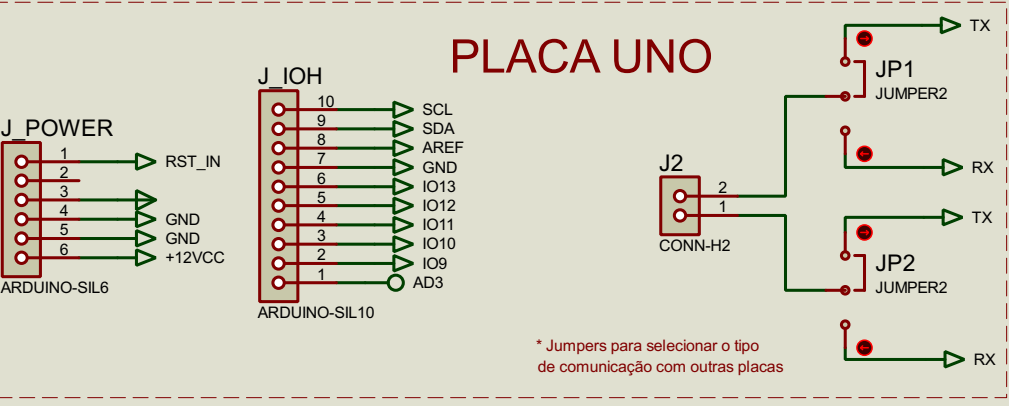 PLACA UNO
J_POWER
1 RST_IN
2
3
4 GND
5 GND
6 +12VCC
ARDUINO-SIL6
J_IOH
10 SCL
9 SDA
8 AREF
7 GND
6 IO13
5 IO12
4 IO11
3 IO10
2 IO9
1 AD3
ARDUINO-SIL10
J2
2
1
CONN-H2
TX
JP1
JUMPER2
RX
TX
JP2
JUMPER2
RX
* Jumpers para selecionar o tipo
de comunicação com outras placas